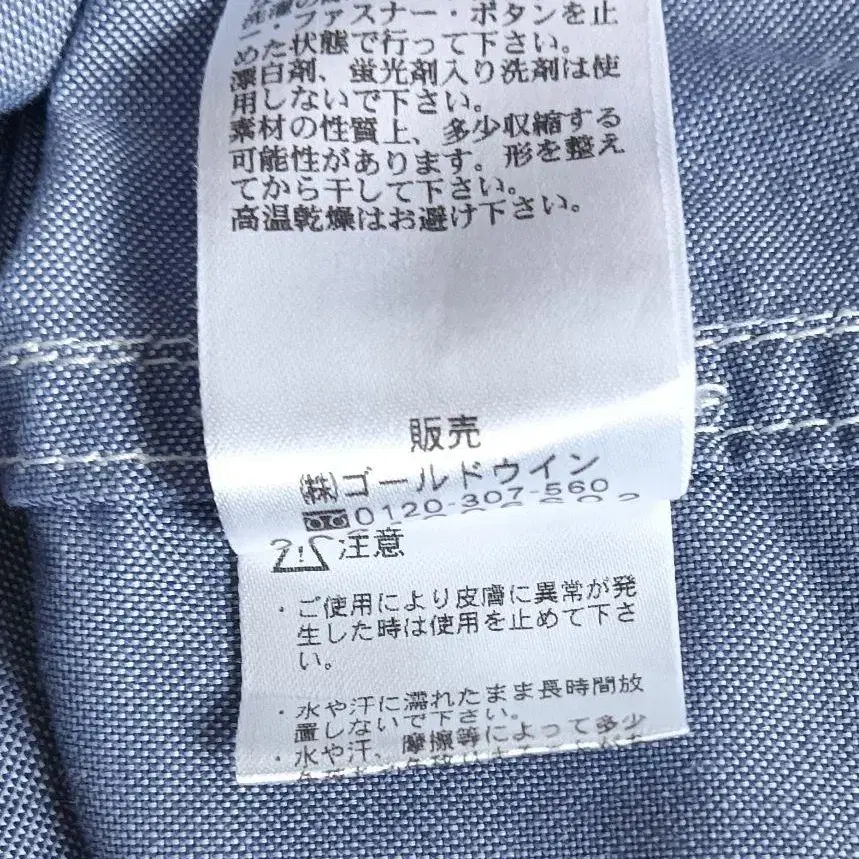 洗濯の
・ファスナー・ボタンを止
めた状態で行って下さい。
漂白剤、蛍光剤入り洗剤は使
用しないで下さい。
素材の性質上、多少収縮する
可能性があります。形を整え
てから干して下さい。
高温乾燥はお避け下さい。
販売
㈱ゴールドウイン
0120-307-560
注意
・ご使用により皮膚に異常が発
生した時は使用を止めて下さ
い。
・水や汗に濡れたまま長時間放
置しないで下さい。
・水や汗、摩擦等によって多少